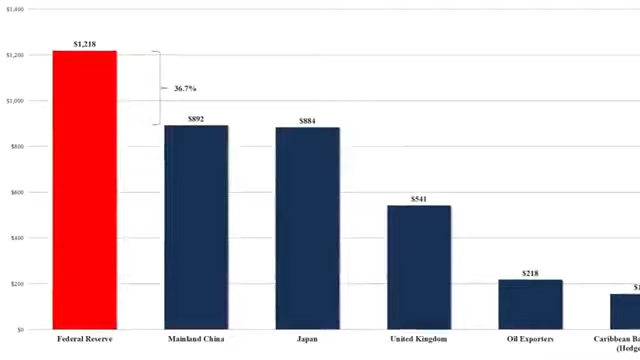 $1,400
$1,218
$1,200
36.7%
$1,000
$892
$884
$800
$600
$541
$400
$218
$200
$0
Federal Reserve
Mainland China
Japan
United Kingdom
Oil Exporters
Caribbean
(Hedge